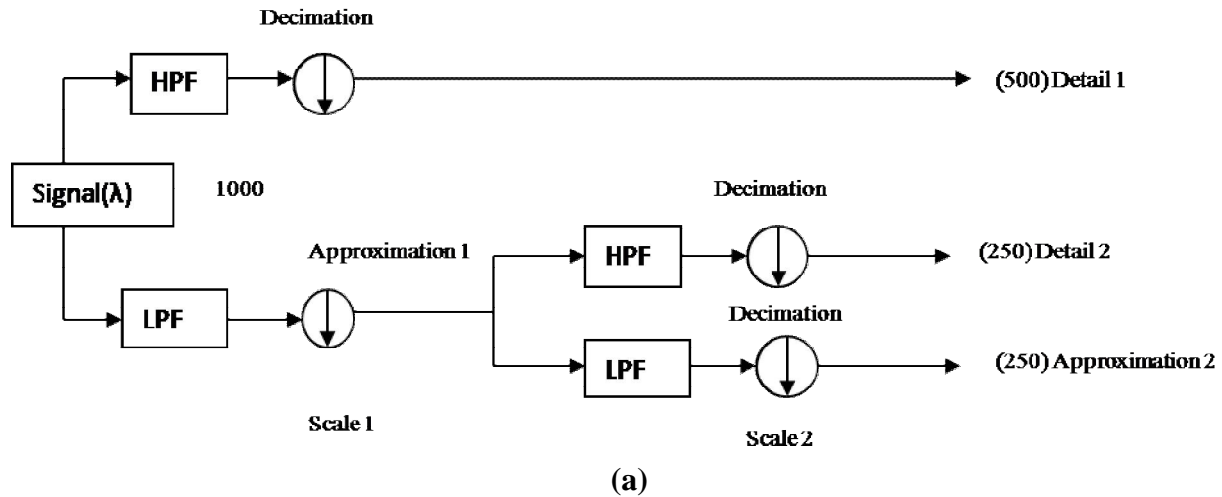 Decimation
HPF
(500) Detail 1
Signal(λ)
1000
Decimation
Approximation 1
HPF
(250) Detail 2
LPF
Decimation
LPF
(250) Approximation 2
Scale 1
Scale 2
(a)